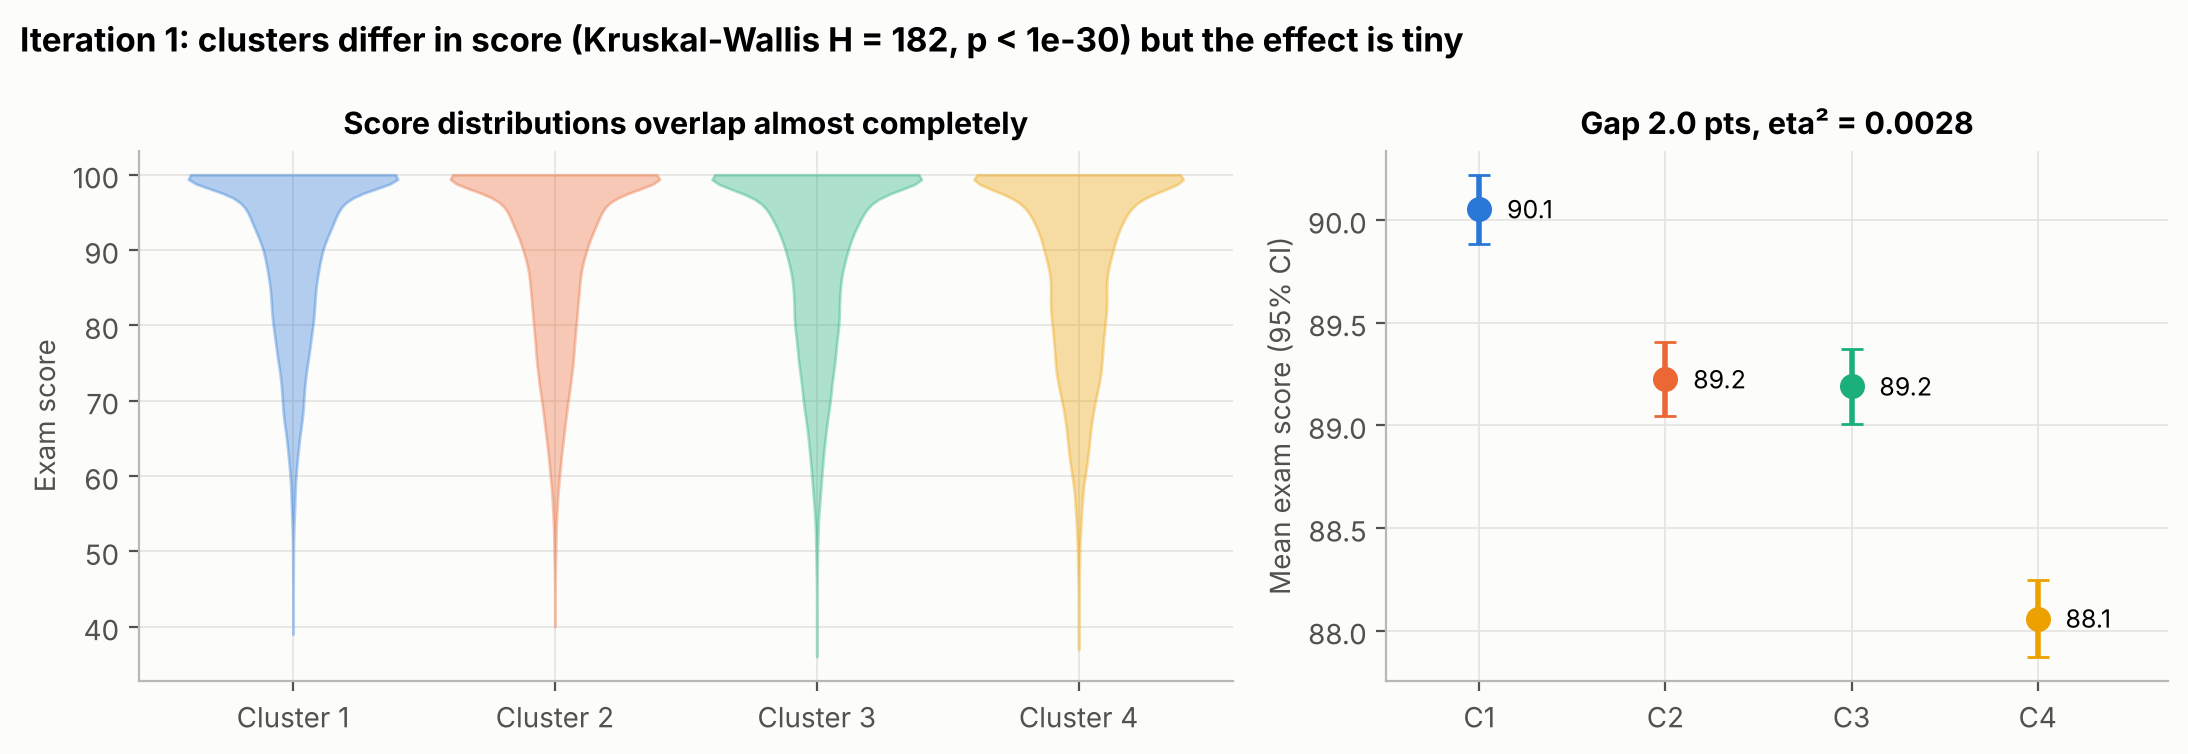 Iteration 1: clusters differ in score (Kruskal-Wallis H = 182, p < 1e-30) but the effect is tiny
Score distributions overlap almost completely
Exam score
100
90
80
70
60
50
40
Cluster 1
Cluster 2
Cluster 3
Cluster 4
Gap 2.0 pts, eta² = 0.0028
Mean exam score (95% CI)
90.0
89.5
89.0
88.5
88.0
90.1
89.2
89.2
88.1
C1
C2
C3
C4